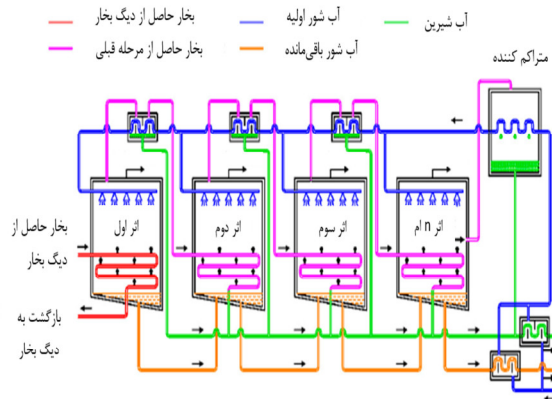 بخار حاصل از دیگ بخار
آب شور اولیه
آب شیرین
بخار حاصل از مرحله قبلی
آب شور باقی‌مانده
متراکم کننده
اثر اول
اثر دوم
اثر سوم
اثر n ام
بخار حاصل از
دیگ بخار
بازگشت به
دیگ بخار